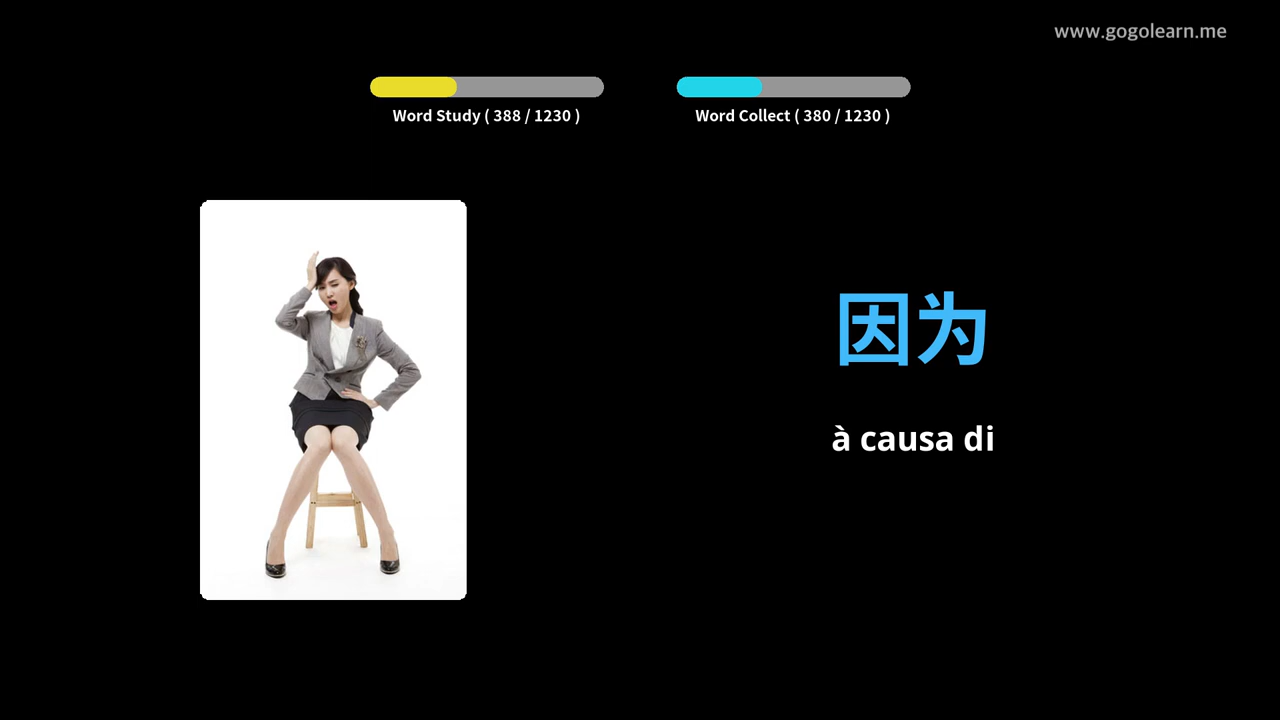 www.gogolearn.me
Word Study ( 388 / 1230 )
Word Collect ( 380 / 1230 )
因为
à causa di